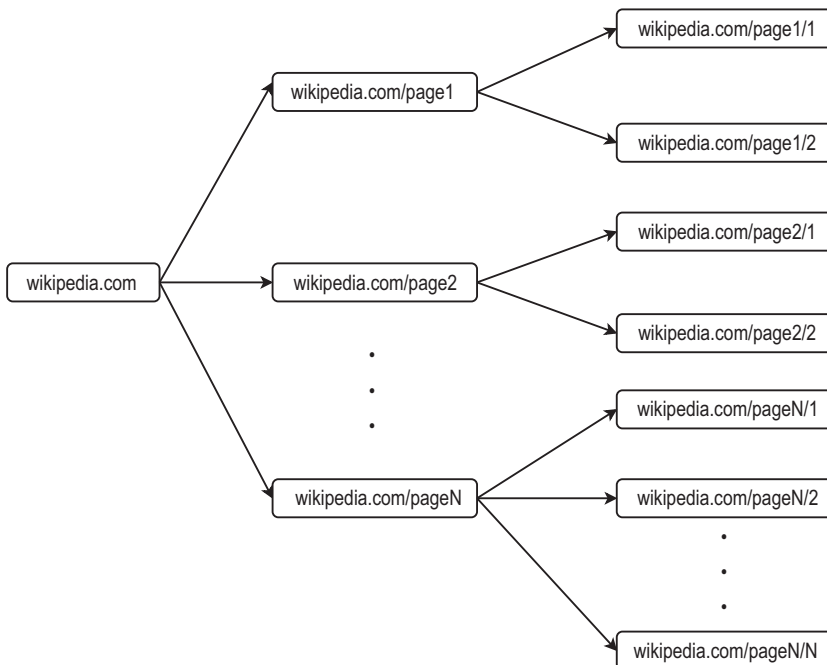 wikipedia.com/page1/1
wikipedia.com/page1
wikipedia.com/page1/2
wikipedia.com/page2/1
wikipedia.com
wikipedia.com/page2
wikipedia.com/page2/2
wikipedia.com/pageN/1
wikipedia.com/pageN
wikipedia.com/pageN/2
wikipedia.com/pageN/N